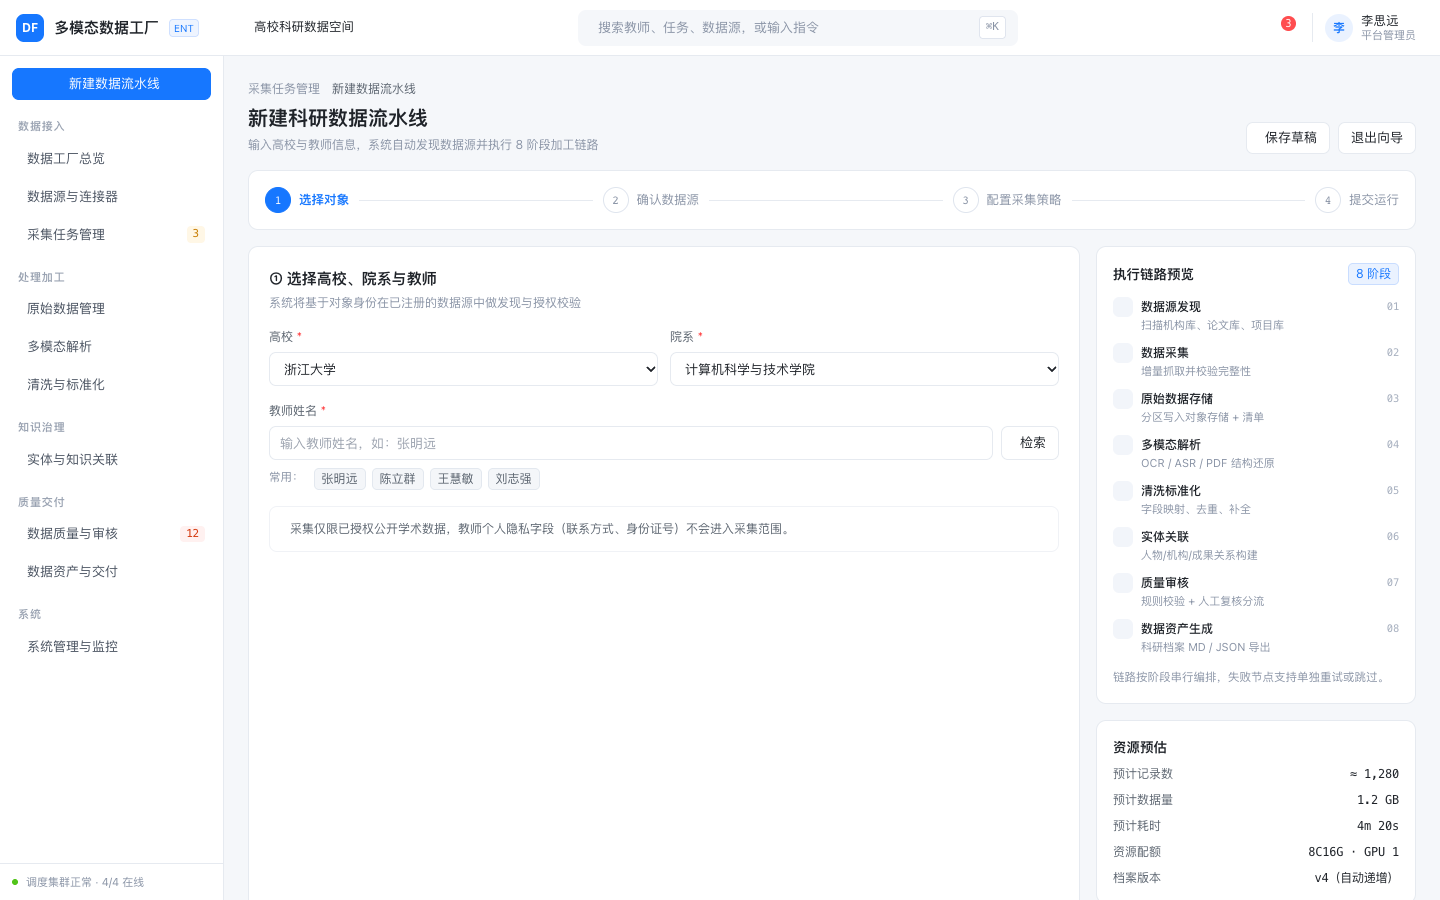 DF 多模态数据工厂 ENT
高校科研数据空间
搜索教师、任务、数据源，或输入指令 ⌘K
3
李 李思远
平台管理员
新建数据流水线
数据接入
数据工厂总览
数据源与连接器
采集任务管理 3
处理加工
原始数据管理
多模态解析
清洗与标准化
知识治理
实体与知识关联
质量交付
数据质量与审核 12
数据资产与交付
系统
系统管理与监控
调度集群正常 · 4/4 在线
采集任务管理 新建数据流水线
新建科研数据流水线
输入高校与教师信息，系统自动发现数据源并执行 8 阶段加工链路
保存草稿 退出向导
1 选择对象 2 确认数据源 3 配置采集策略 4 提交运行
① 选择高校、院系与教师
系统将基于对象身份在已注册的数据源中做发现与授权校验
高校 * 院系 *
浙江大学 计算机科学与技术学院
教师姓名 *
输入教师姓名，如：张明远 检索
常用： 张明远 陈立群 王慧敏 刘志强
采集仅限已授权公开学术数据，教师个人隐私字段（联系方式、身份证号）不会进入采集范围。
执行链路预览 8 阶段
数据源发现 01
扫描机构库、论文库、项目库
数据采集 02
增量抓取并校验完整性
原始数据存储 03
分区写入对象存储 + 清单
多模态解析 04
OCR / ASR / PDF 结构还原
清洗标准化 05
字段映射、去重、补全
实体关联 06
人物/机构/成果关系构建
质量审核 07
规则校验 + 人工复核分流
数据资产生成 08
科研档案 MD / JSON 导出
链路按阶段串行编排，失败节点支持单独重试或跳过。
资源预估
预计记录数 ≈ 1,280
预计数据量 1.2 GB
预计耗时 4m 20s
资源配额 8C16G · GPU 1
档案版本 v4（自动递增）